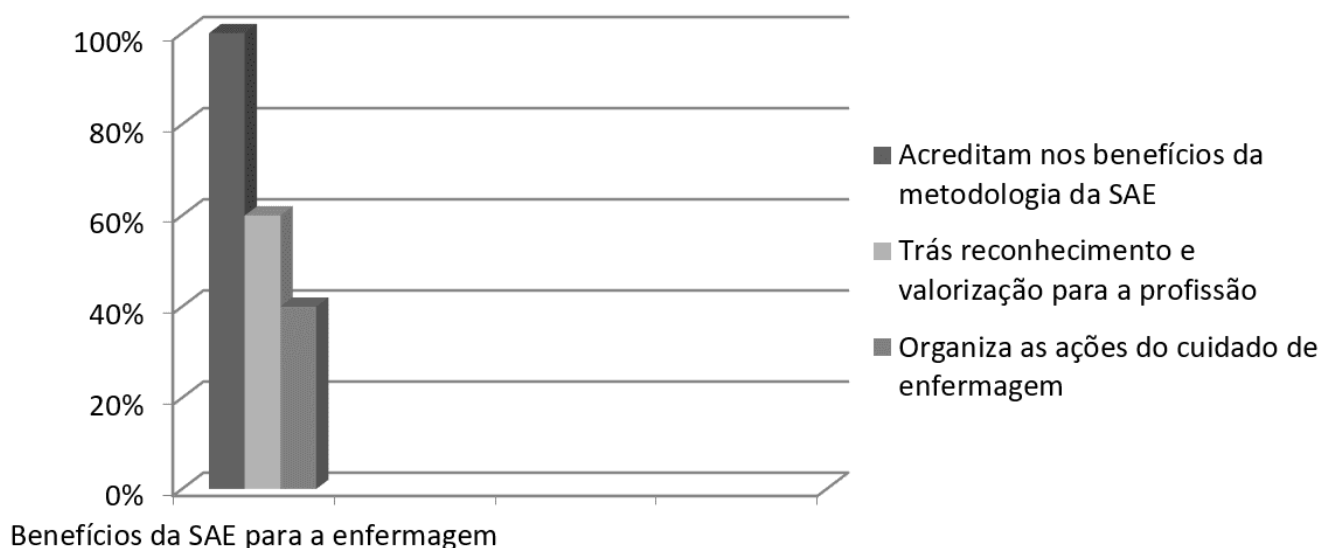 100%
80%
60%
40%
20%
0%
Benefícios da SAE para a enfermagem
Acreditam nos benefícios da
metodologia da SAE
Trás reconhecimento e
valorização para a profissão
Organiza as ações do cuidado de
enfermagem